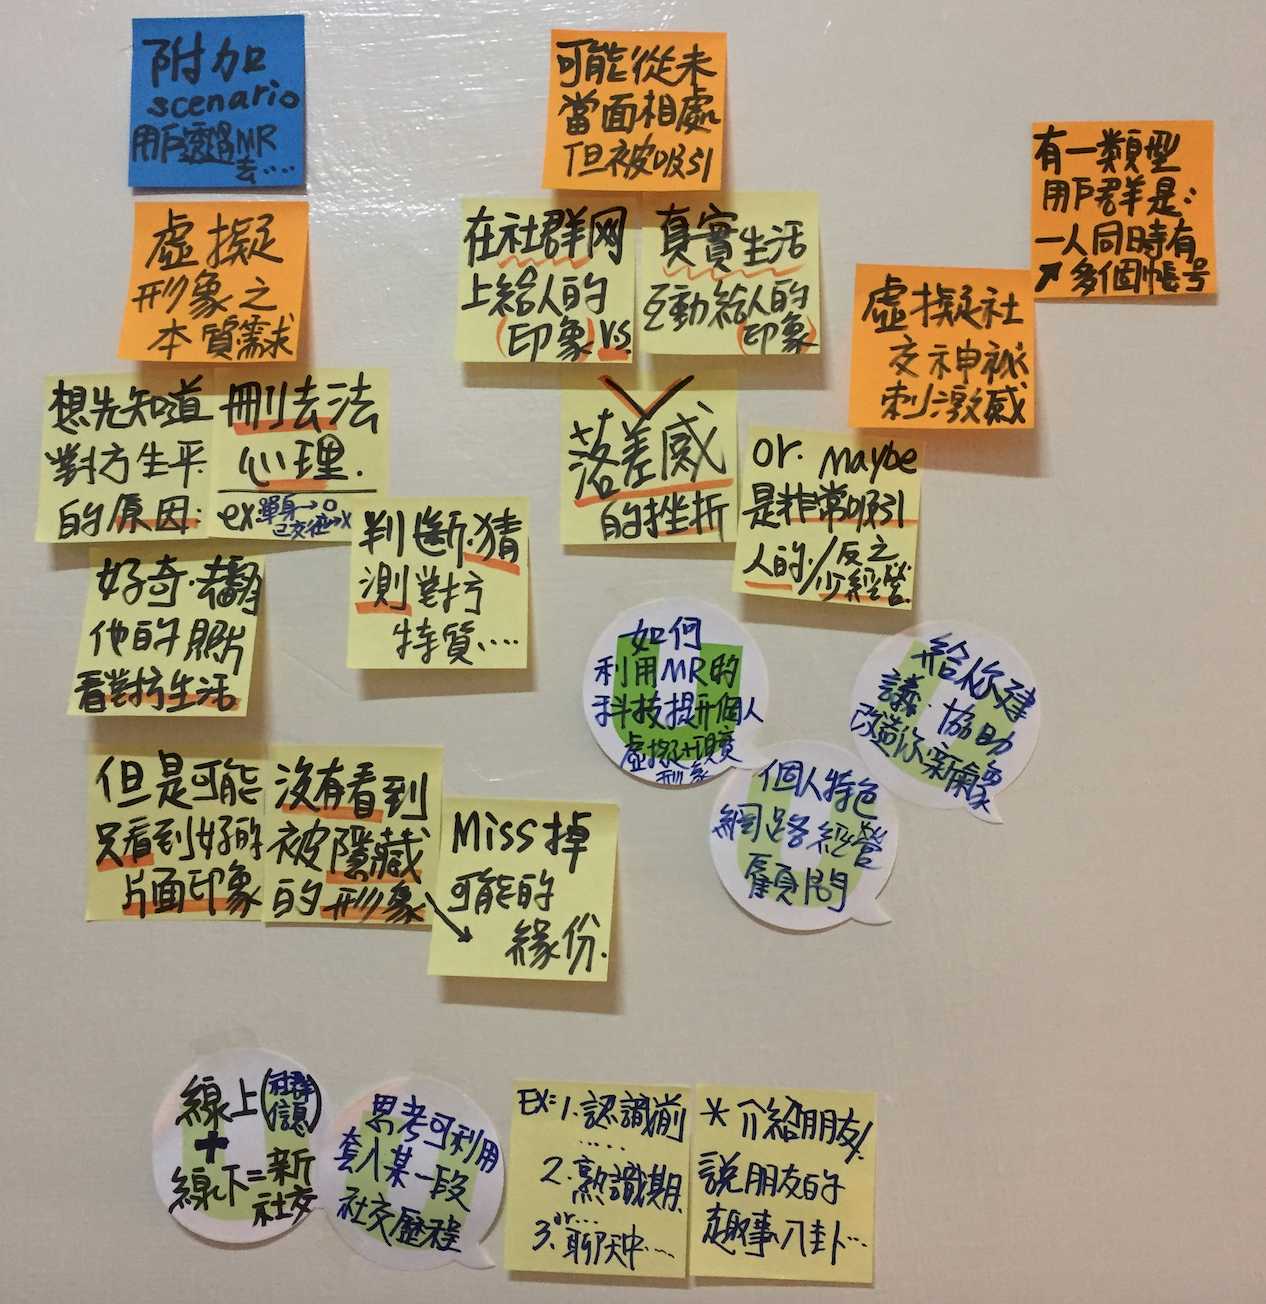 附加
scenario
用戶透過MR
去....
虛擬
形象之
本質需求
想先知道
對方生平
的原因:
刪去法
心理.
ex 單身→O
已交往→X
判斷.猜
測對方
特質....
好奇.去翻
他的照片
看對方生活
但是可能
只看到好的
片面印象
沒有看到
被隱藏
的形象
Miss掉
可能的
緣份.
可能從未
當面相處
但被吸引
在社群网
上給人的
(印象) v.s.
真實生活
互動給人的
(印象)
落差感
的挫折
or. maybe
是非常吸引
人的./反之
少經營.
虛擬社
交神祕
刺激感
有一類型
用戶群是:
一人同時有
多個帳号
如何
利用MR的
科技提升個人
虛擬+現實
形象
給你建
議.協助
改造你新氣象
個人特色
網路經營
顧問
線上(社群信息)
+
線下=新
社交
思考可利用
套入某一段
社交歷程
EX: 1. 認識前
.....
2. 熟識期.
or...
3. 聊天中....
* 介紹朋友/
說朋友的
趣事八卦...